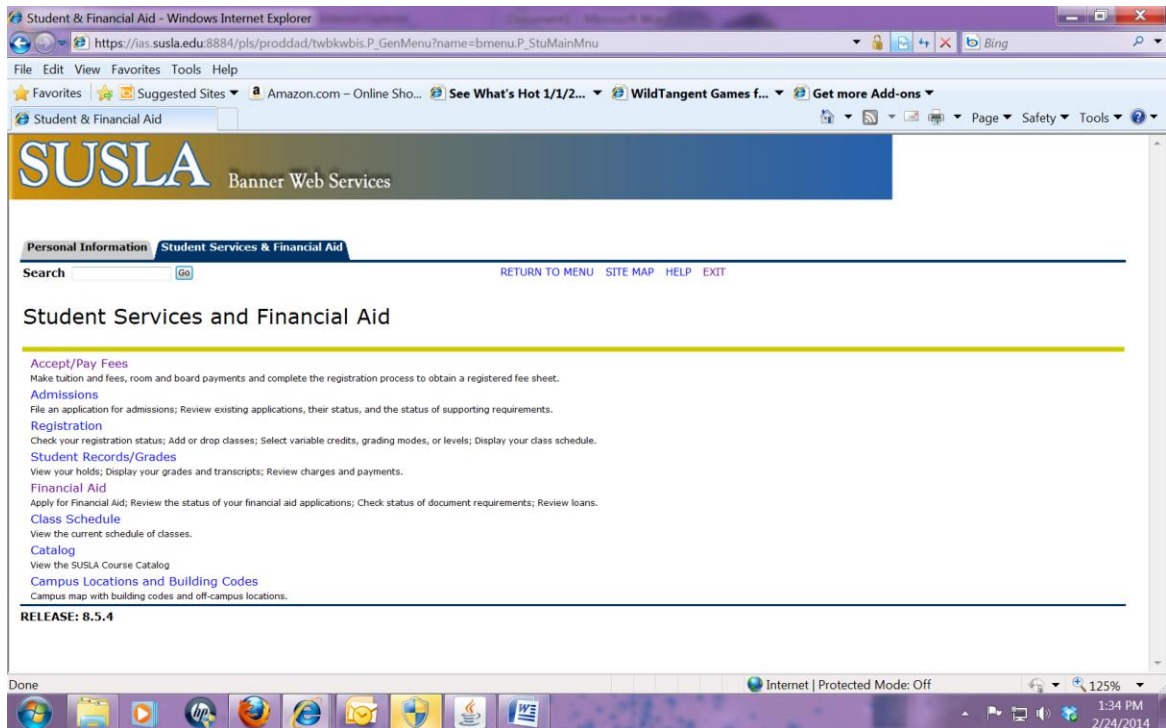 Student & Financial Aid - Windows Internet Explorer
https://ias.susla.edu:8884/pls/proddad/twbkwbis.P_GenMenu?name=bmenu.P_StuMainMnu
Bing
File Edit View Favorites Tools Help
Favorites Suggested Sites Amazon.com – Online Sho... See What's Hot 1/1/2... WildTangent Games f... Get more Add-ons
Student & Financial Aid Page Safety Tools
SUSLA Banner Web Services
Personal Information Student Services & Financial Aid
Search Go RETURN TO MENU SITE MAP HELP EXIT
Student Services and Financial Aid
Accept/Pay Fees
Make tuition and fees, room and board payments and complete the registration process to obtain a registered fee sheet.
Admissions
File an application for admissions; Review existing applications, their status, and the status of supporting requirements.
Registration
Check your registration status; Add or drop classes; Select variable credits, grading modes, or levels; Display your class schedule.
Student Records/Grades
View your holds; Display your grades and transcripts; Review charges and payments.
Financial Aid
Apply for Financial Aid; Review the status of your financial aid applications; Check status of document requirements; Review loans.
Class Schedule
View the current schedule of classes.
Catalog
View the SUSLA Course Catalog
Campus Locations and Building Codes
Campus map with building codes and off-campus locations.
RELEASE: 8.5.4
Done Internet | Protected Mode: Off 125%
hp W
1:34 PM
2/24/2014